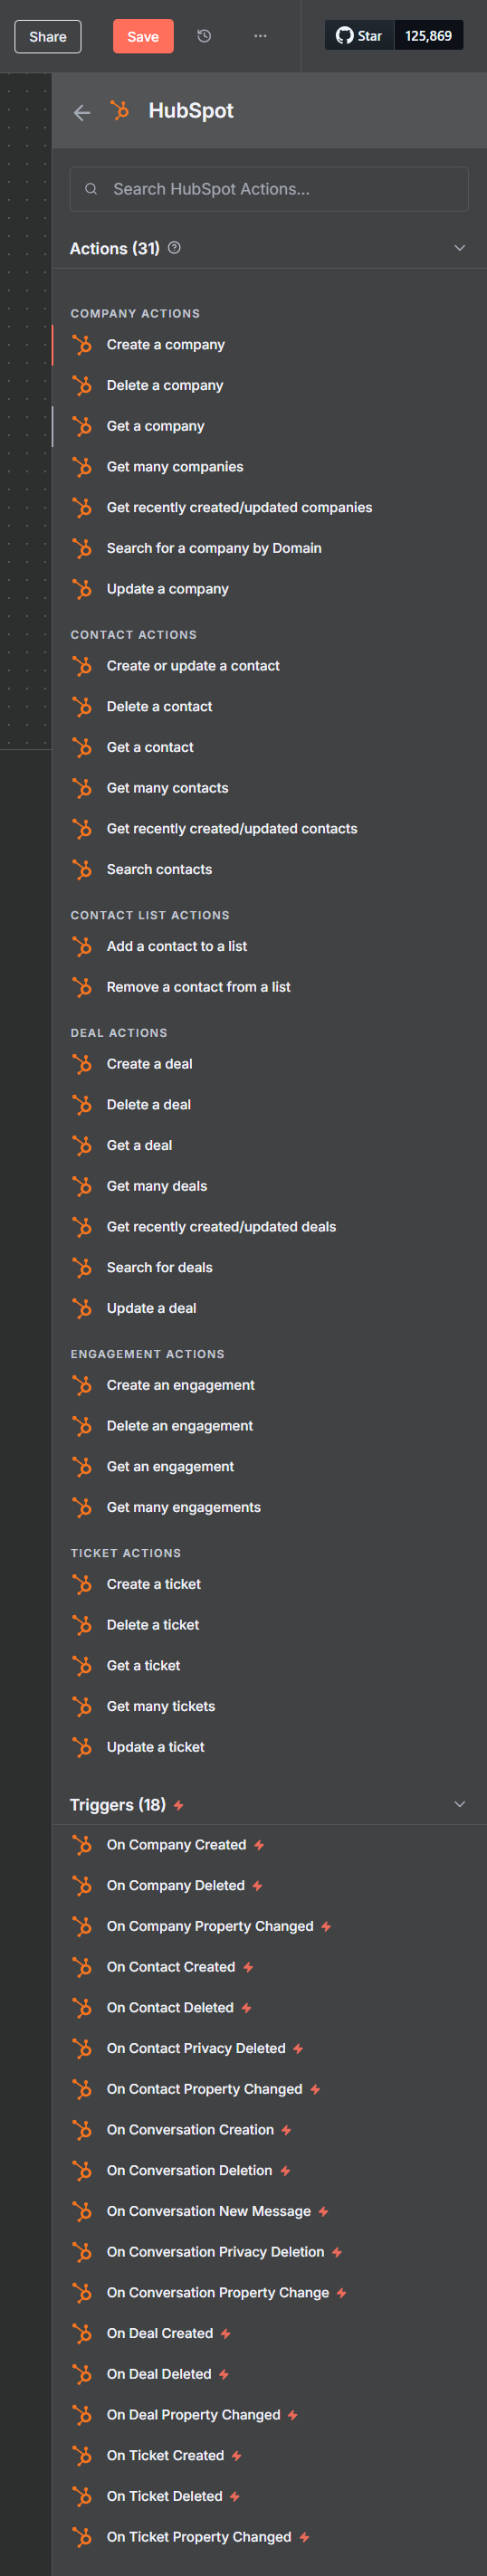 Share
Save
Star
125,869
HubSpot
Search HubSpot Actions...
Actions (31)
COMPANY ACTIONS
Create a company
Delete a company
Get a company
Get many companies
Get recently created/updated companies
Search for a company by Domain
Update a company
CONTACT ACTIONS
Create or update a contact
Delete a contact
Get a contact
Get many contacts
Get recently created/updated contacts
Search contacts
CONTACT LIST ACTIONS
Add a contact to a list
Remove a contact from a list
DEAL ACTIONS
Create a deal
Delete a deal
Get a deal
Get many deals
Get recently created/updated deals
Search for deals
Update a deal
ENGAGEMENT ACTIONS
Create an engagement
Delete an engagement
Get an engagement
Get many engagements
TICKET ACTIONS
Create a ticket
Delete a ticket
Get a ticket
Get many tickets
Update a ticket
Triggers (18)
On Company Created
On Company Deleted
On Company Property Changed
On Contact Created
On Contact Deleted
On Contact Privacy Deleted
On Contact Property Changed
On Conversation Creation
On Conversation Deletion
On Conversation New Message
On Conversation Privacy Deletion
On Conversation Property Change
On Deal Created
On Deal Deleted
On Deal Property Changed
On Ticket Created
On Ticket Deleted
On Ticket Property Changed